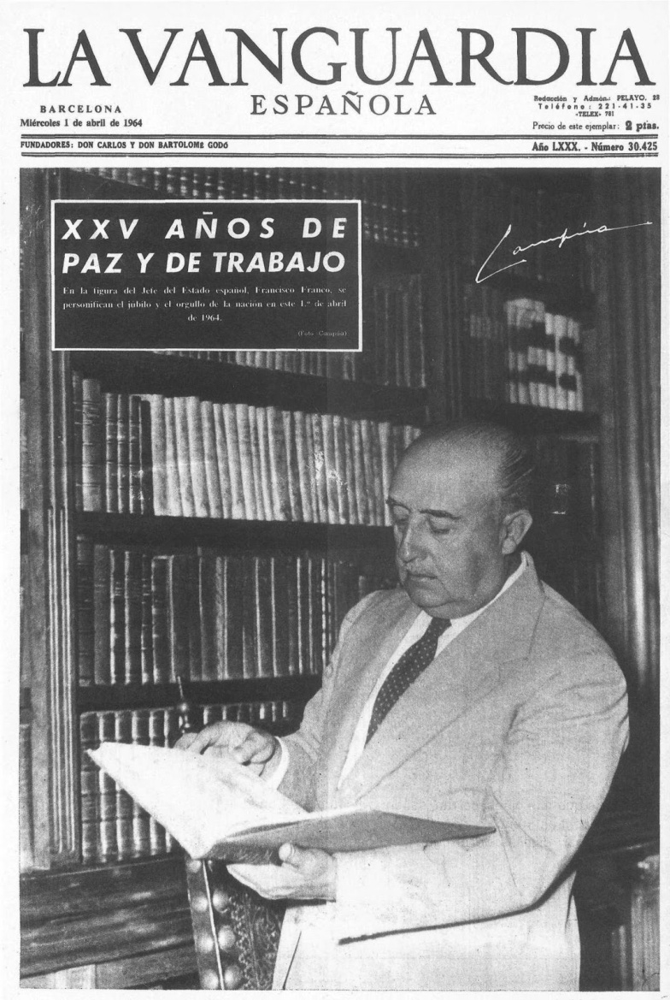 LA VANGUARDIA
ESPAÑOLA
BARCELONA
Miércoles 1 de abril de 1964
Redacción y Admón.: PELAYO, 28
Teléfono: 221-41-35
«TELEX» 781
Precio de este ejemplar: 2 ptas.
FUNDADORES: DON CARLOS Y DON BARTOLOMÉ GODÓ
Año LXXX. - Número 30.425
XXV AÑOS DE
PAZ Y DE TRABAJO
En la figura del Jefe del Estado español, Francisco Franco, se
personifican el júbilo y el orgullo de la nación en este 1.º de abril
de 1964.
(Foto Campúa)
Campúa